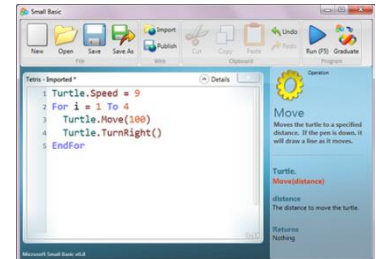 Small Basic
New
Open
Save
Save As
Import
Publish
Cut
Copy
Paste
Undo
Redo
Run (F5)
Graduate
File
Web
Clipboard
Program
Tetris - Imported *
Details
1 Turtle.Speed = 9
2 For i = 1 To 4
3 Turtle.Move(100)
4 Turtle.TurnRight()
5 EndFor
Microsoft Small Basic v0.8
Operation
Move
Moves the turtle to a specified
distance. If the pen is down, it
will draw a line as it moves.
Turtle.
Move(distance)
distance
The distance to move the turtle.
Returns
Nothing